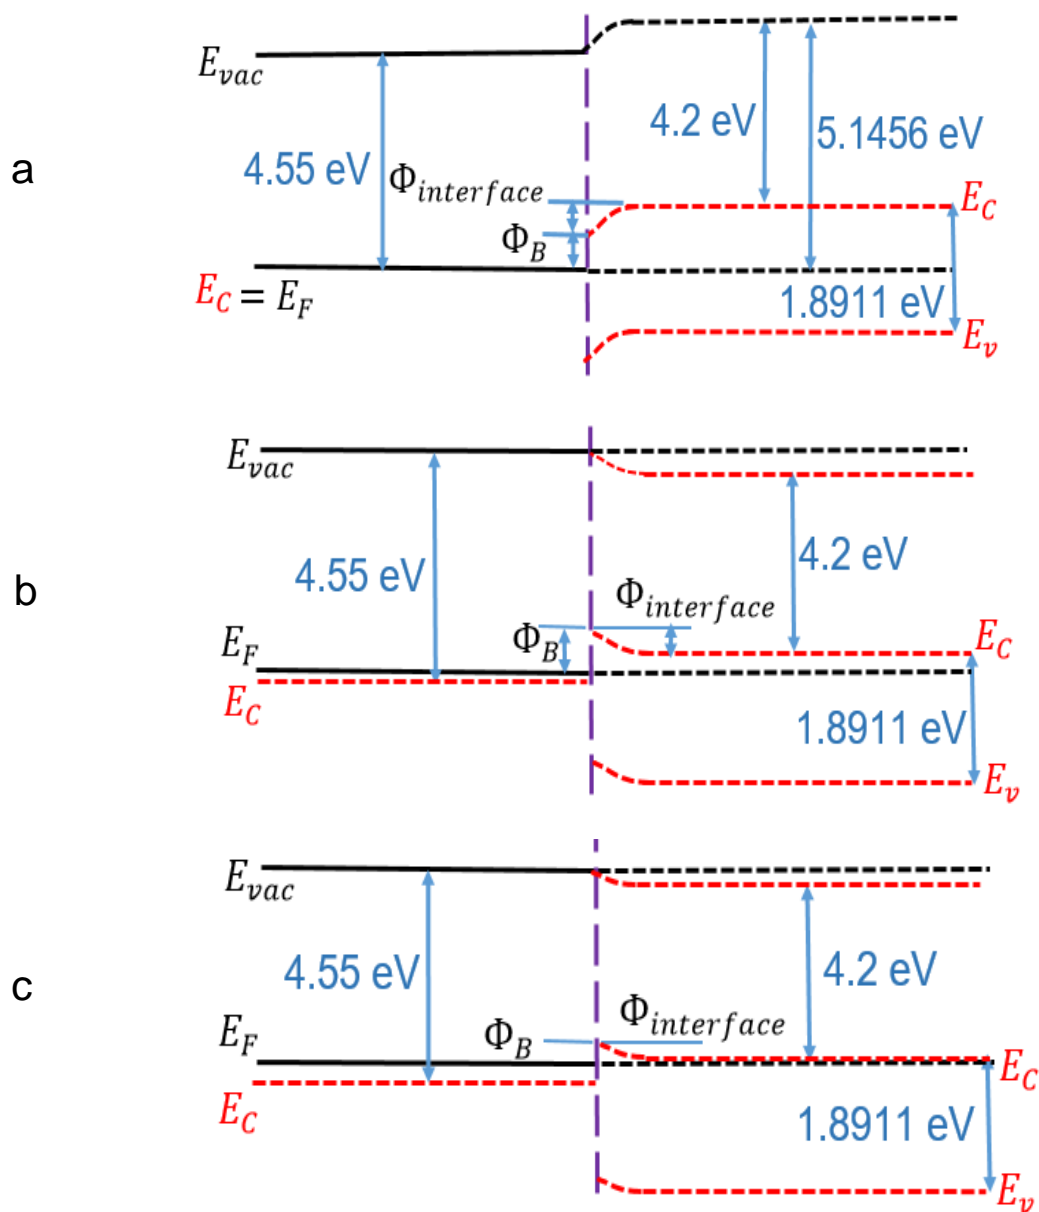 a
E_vac
4.55 eV
4.2 eV
5.1456 eV
Φ_interface
Φ_B
E_C
E_C = E_F
1.8911 eV
E_v
b
E_vac
4.55 eV
4.2 eV
Φ_interface
Φ_B
E_F
E_C
E_C
1.8911 eV
E_v
c
E_vac
4.55 eV
4.2 eV
Φ_interface
Φ_B
E_F
E_C
E_C
1.8911 eV
E_v